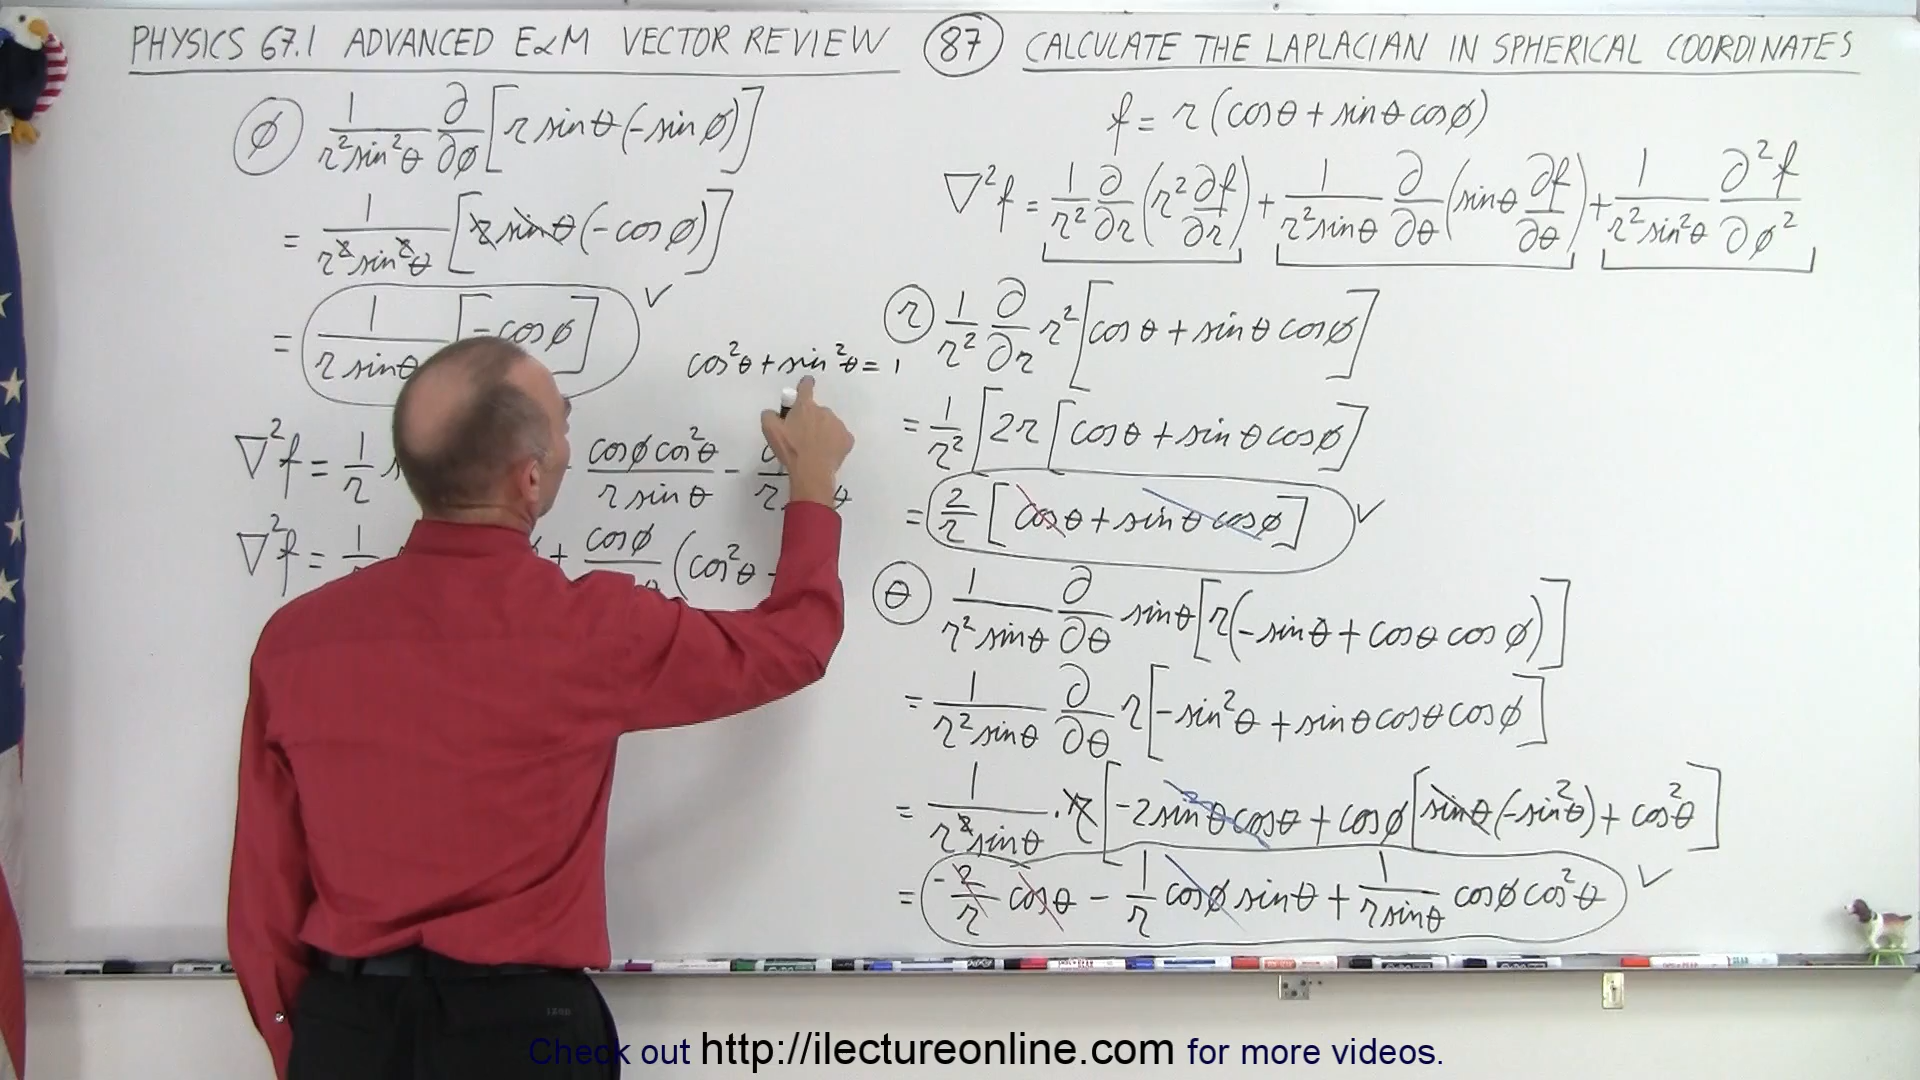 PHYSICS 67.1 ADVANCED E&M VECTOR REVIEW (87) CALCULATE THE LAPLACIAN IN SPHERICAL COORDINATES
ϕ 1/(r² sin²θ) ∂/∂ϕ [r sinθ (-sin ϕ)]
= 1/(r² sin²θ) [r sinθ (-cos ϕ)]
= 1/(r sinθ) [-cosϕ] ✓
cos²θ + sin²θ = 1
∇²f = 1/r cosϕcos²θ/(r sinθ) -
∇²f = + cosϕ (cos²θ
f = r (cosθ + sinθ cosϕ)
∇²f = 1/r² ∂/∂r (r² ∂f/∂r) + 1/(r² sinθ) ∂/∂θ (sinθ ∂f/∂θ) + 1/(r² sin²θ) ∂²f/∂ϕ²
r 1/r² ∂/∂r r² [cosθ + sinθ cosϕ]
= 1/r² [2r [cosθ + sinθ cosϕ]
= 2/r [cosθ + sinθ cosϕ] ✓
θ 1/(r² sinθ) ∂/∂θ sinθ [r(-sinθ + cosθ cosϕ)]
= 1/(r² sinθ) ∂/∂θ r [-sin²θ + sinθ cosθ cosϕ]
= 1/(r² sinθ) · r [-2 sinθ cosθ + cosϕ [sinθ (-sin²θ) + cos²θ]
= -2/r cosθ - 1/r cosϕ sinθ + 1/(r sinθ) cosϕ cos²θ ✓
Check out http://ilectureonline.com for more videos.